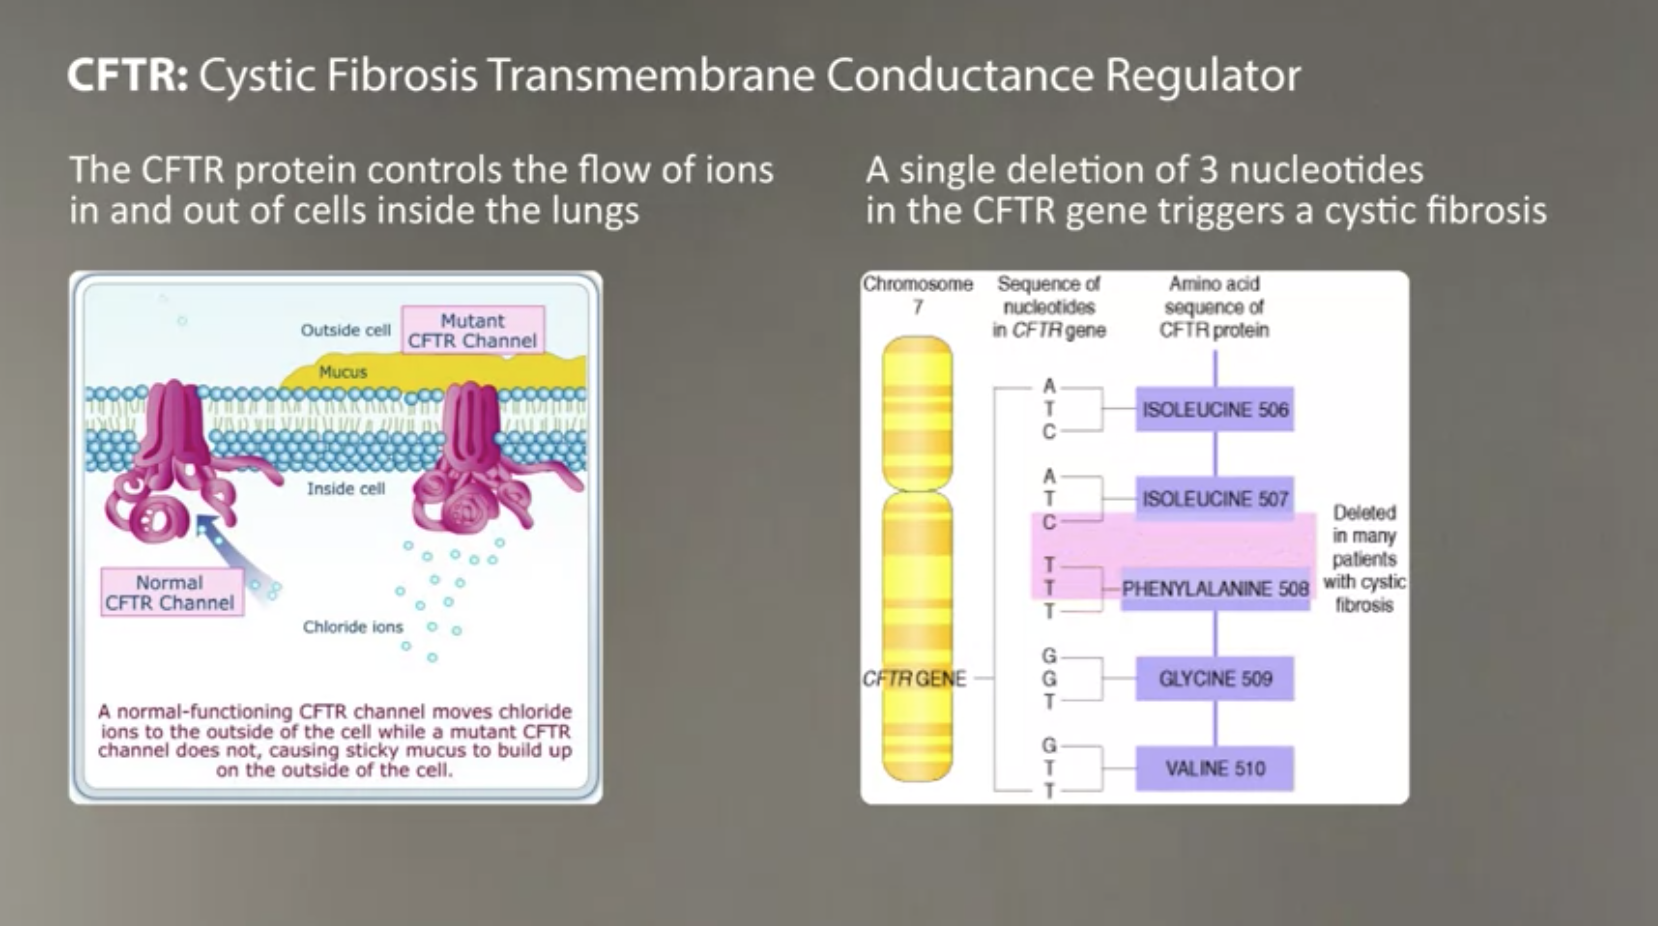 CFTR: Cystic Fibrosis Transmembrane Conductance Regulator
The CFTR protein controls the flow of ions
in and out of cells inside the lungs
Outside cell
Mutant
CFTR Channel
Mucus
Inside cell
Normal
CFTR Channel
Chloride ions
A normal-functioning CFTR channel moves chloride
ions to the outside of the cell while a mutant CFTR
channel does not, causing sticky mucus to build up
on the outside of the cell.
A single deletion of 3 nucleotides
in the CFTR gene triggers a cystic fibrosis
Chromosome
7
Sequence of
nucleotides
in CFTR gene
Amino acid
sequence of
CFTR protein
A
T
C
ISOLEUCINE 506
A
T
C
ISOLEUCINE 507
T
T
T
PHENYLALANINE 508
Deleted
in many
patients
with cystic
fibrosis
G
G
T
GLYCINE 509
CFTR GENE
G
T
T
VALINE 510